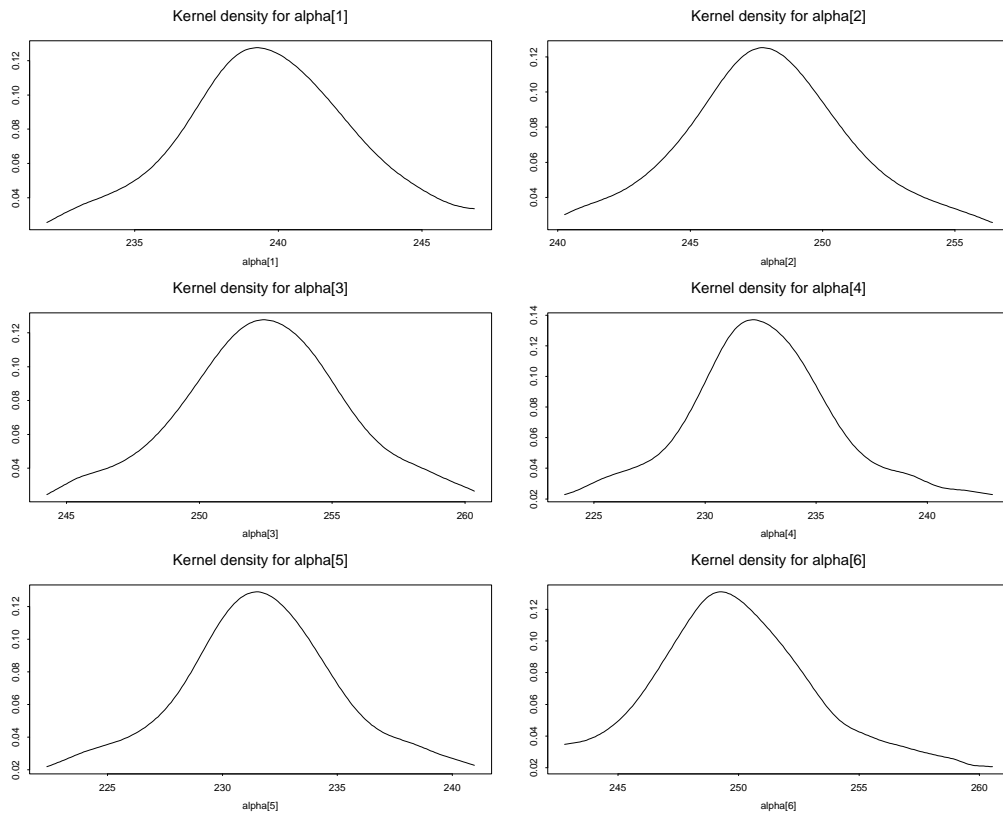 Kernel density for alpha[1]
0.12
0.10
0.08
0.06
0.04
235 240 245
alpha[1]
Kernel density for alpha[2]
0.12
0.10
0.08
0.06
0.04
240 245 250 255
alpha[2]
Kernel density for alpha[3]
0.12
0.10
0.08
0.06
0.04
245 250 255 260
alpha[3]
Kernel density for alpha[4]
0.14
0.12
0.10
0.08
0.06
0.04
0.02
225 230 235 240
alpha[4]
Kernel density for alpha[5]
0.12
0.10
0.08
0.06
0.04
0.02
225 230 235 240
alpha[5]
Kernel density for alpha[6]
0.12
0.10
0.08
0.06
0.04
0.02
245 250 255 260
alpha[6]